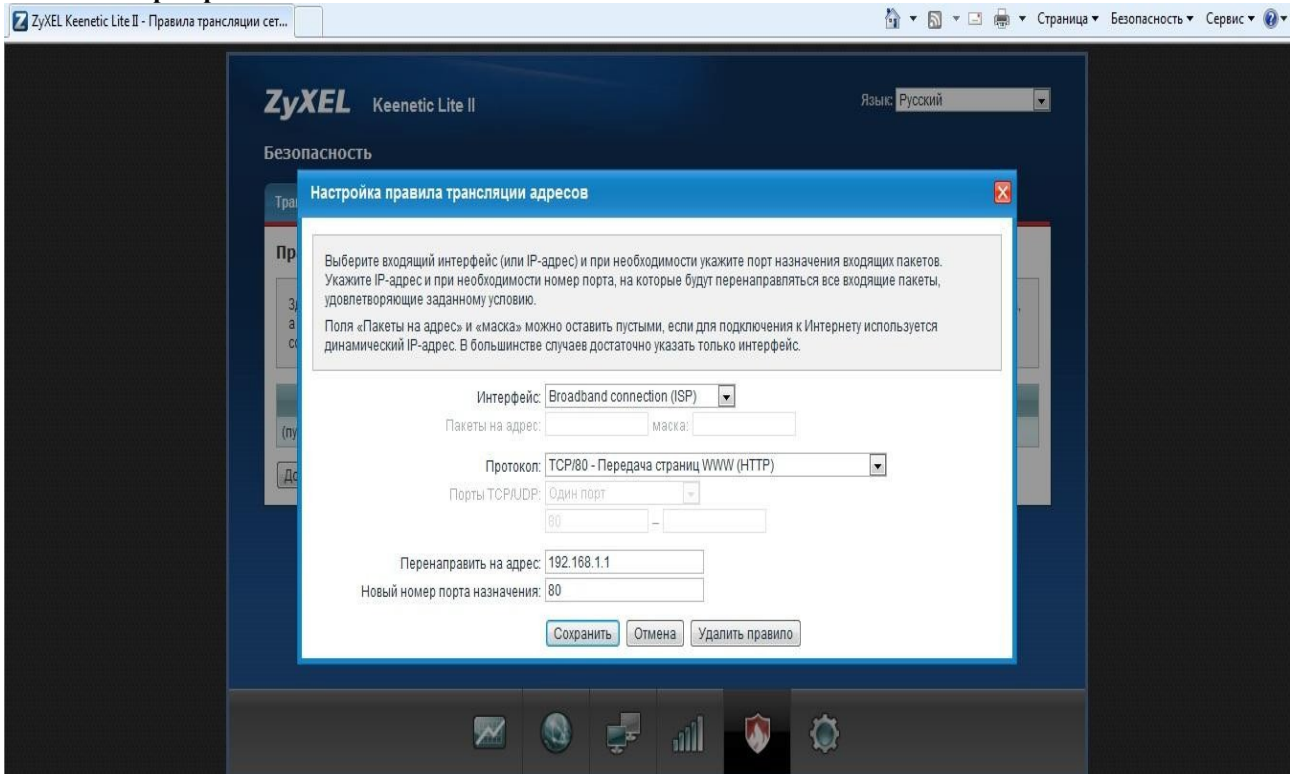 ZyXEL Keenetic Lite II - Правила трансляции сет...
Страница Безопасность Сервис
ZyXEL Keenetic Lite II
Язык: Русский
Безопасность
Настройка правила трансляции адресов
Выберите входящий интерфейс (или IP-адрес) и при необходимости укажите порт назначения входящих пакетов.
Укажите IP-адрес и при необходимости номер порта, на которые будут перенаправляться все входящие пакеты,
удовлетворяющие заданному условию.
Поля «Пакеты на адрес» и «маска» можно оставить пустыми, если для подключения к Интернету используется
динамический IP-адрес. В большинстве случаев достаточно указать только интерфейс.
Интерфейс: Broadband connection (ISP)
Пакеты на адрес: маска:
Протокол: TCP/80 - Передача страниц WWW (HTTP)
Порты TCP/UDP: Один порт
80 –
Перенаправить на адрес: 192.168.1.1
Новый номер порта назначения: 80
Сохранить Отмена Удалить правило